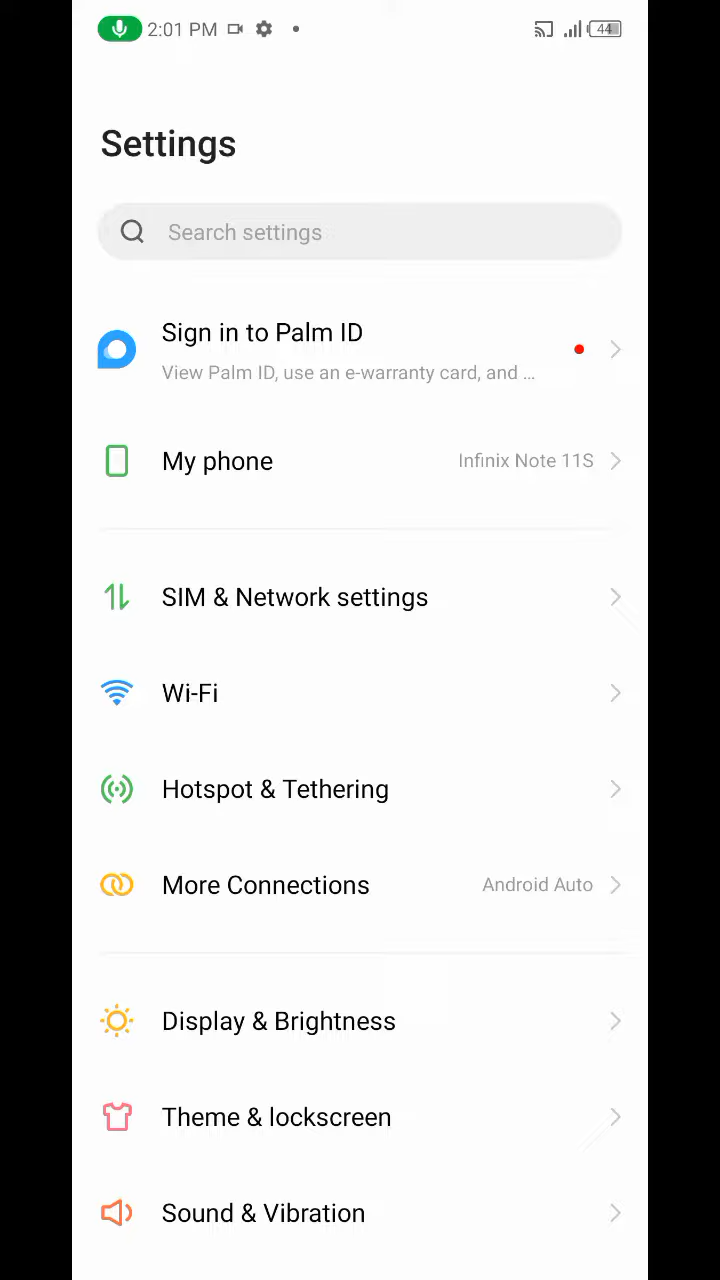 2:01 PM 44
Settings
Search settings
Sign in to Palm ID
View Palm ID, use an e-warranty card, and ...
My phone Infinix Note 11S
SIM & Network settings
Wi-Fi
Hotspot & Tethering
More Connections Android Auto
Display & Brightness
Theme & lockscreen
Sound & Vibration